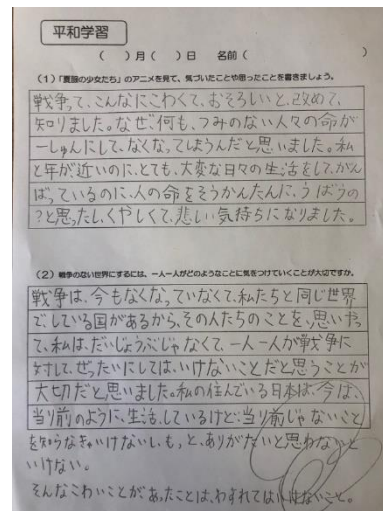 平和学習
( )月( )日 名前( )
(1)「夏服の少女たち」のアニメを見て、気づいたことや思ったことを書きましょう。
戦争って、こんなにこわくて、おそろしいと、改めて、
知りました。なぜ、何も、つみのない人々の命が
一しゅんにして、なくなってしまうんだと思いました。私
と年が近いのに、とても、大変な日々の生活をして、がん
ばっているのに、人の命をそうかんたんに、うばうの
?と思ったし、くやしくて、悲しい気持ちになりました。
(2)戦争のない世界にするには、一人一人がどのようなことに気をつけていくことが大切ですか。
戦争は、今もなくなっていなくて、私たちと同じ世界
で、している国があるから、その人たちのことを、思いやっ
て、私は、だいじょうぶじゃなくて、一人一人が戦争に
対して、ぜったいにしては、いけないことだと思うことが
大切だと思いました。私の住んでいる日本は、今は、
当り前のように、生活、しているけど、当り前じゃないこと
を知らなきゃいけないし、もっと、ありがたいと思わないと
いけない。
そんなこわいことが、あったことは、わすれてはいけないこと。